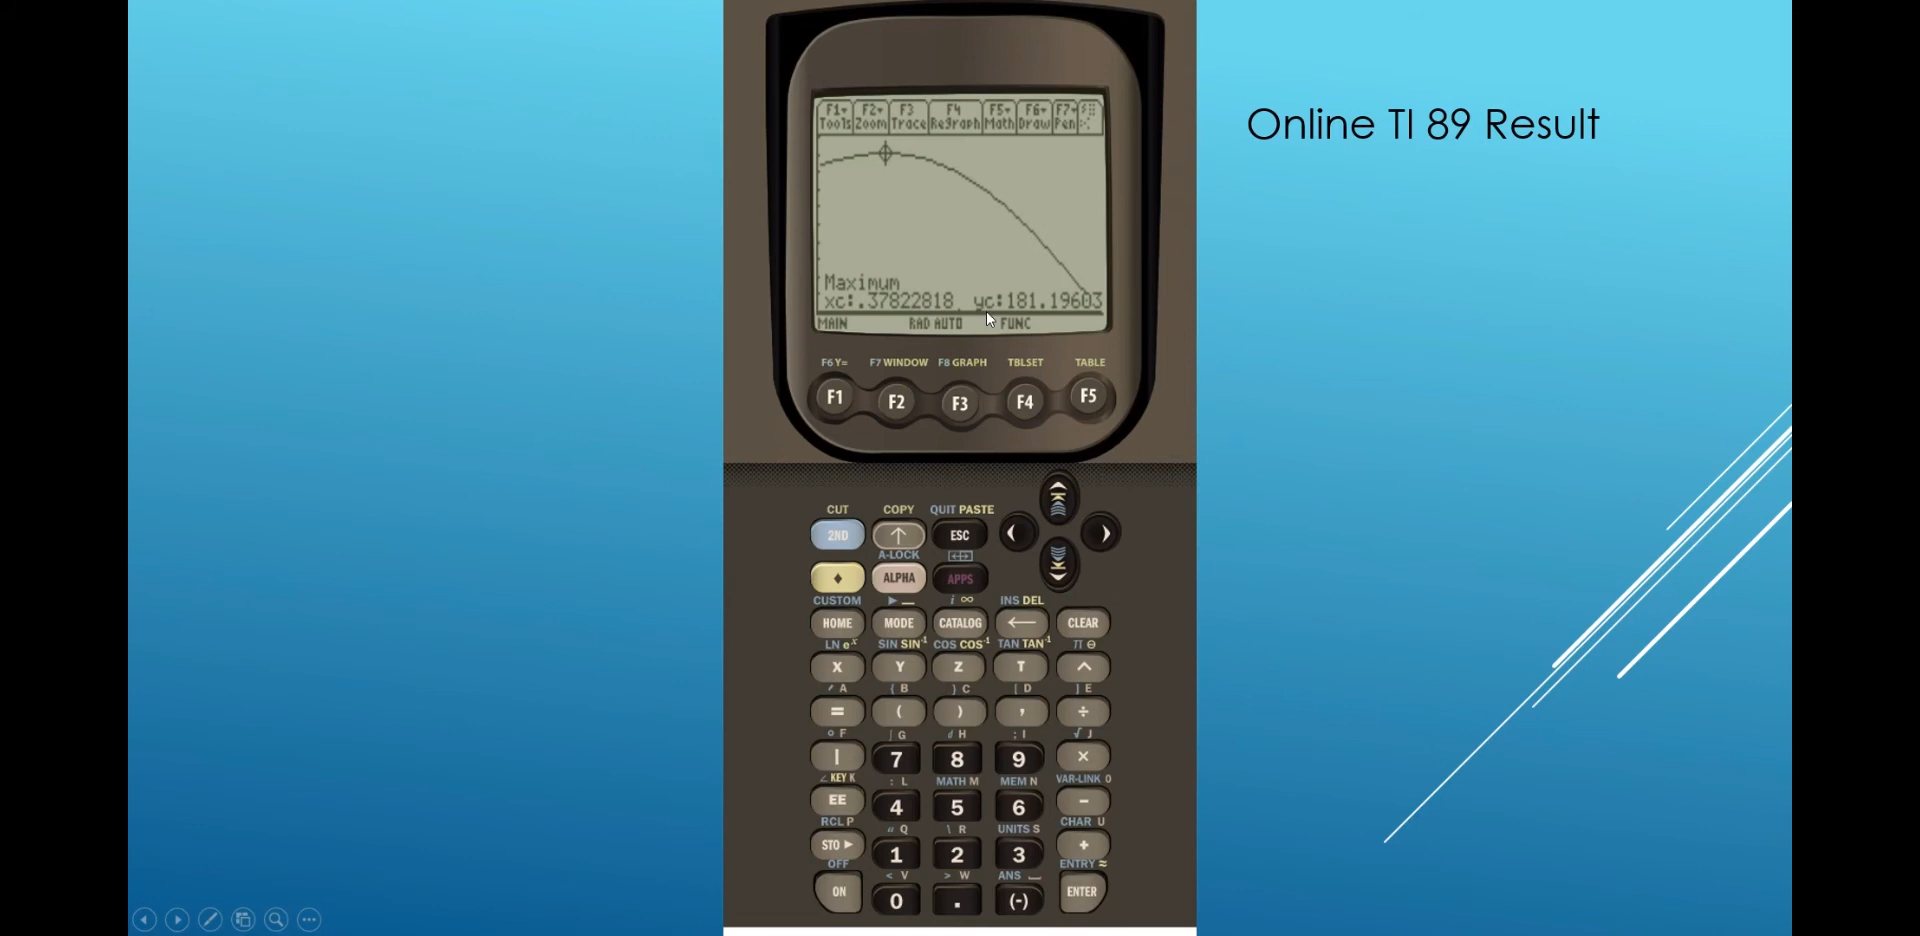 Online TI 89 Result
F1 F2 F3 F4 F5 F6 F7
Tools Zoom Trace ReGraph Math Draw Pen
Maximum
xc:.37822818 yc:181.19603
MAIN RAD AUTO FUNC
F6 Y= F7 WINDOW F8 GRAPH TBLSET TABLE
F1 F2 F3 F4 F5
CUT COPY QUIT PASTE
2ND ↑ ESC
A-LOCK
♦ ALPHA APPS
CUSTOM ▶ _ i ∞ INS DEL
HOME MODE CATALOG ← CLEAR
LN eˣ SIN SIN⁻¹ COS COS⁻¹ TAN TAN⁻¹ π θ
X Y Z T ^
' A { B } C [ D ] E
= ( ) , ÷
° F ∫ G d H ; I √ J
| 7 8 9 ×
∠ KEY K : L MATH M MEM N VAR-LINK O
EE 4 5 6 −
RCL P " Q \ R UNITS S CHAR U
STO ▶ 1 2 3 +
OFF < V > W ANS ⎵ ENTRY ≈
ON 0 . (-) ENTER